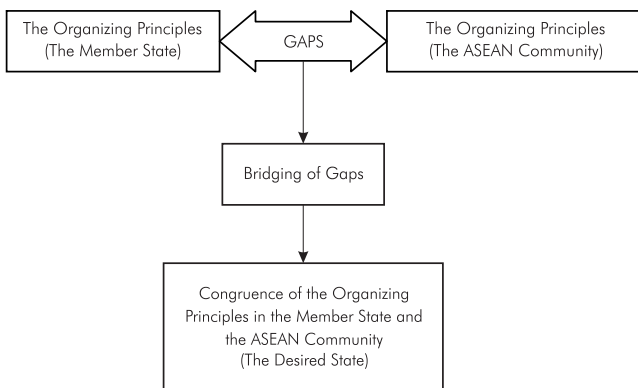 The Organizing Principles
(The Member State)
GAPS
The Organizing Principles
(The ASEAN Community)
Bridging of Gaps
Congruence of the Organizing
Principles in the Member State and
the ASEAN Community
(The Desired State)